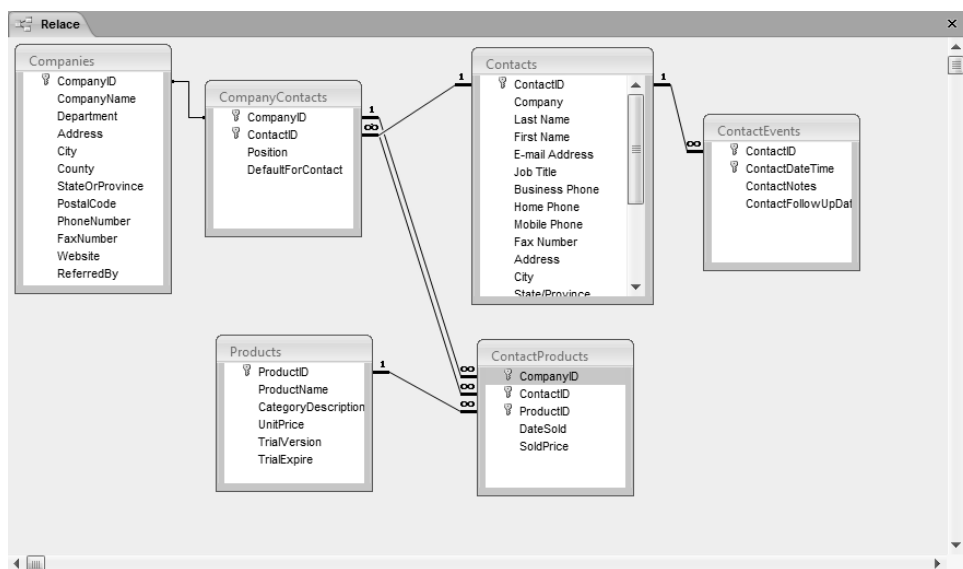 Relace
Companies
CompanyID
CompanyName
Department
Address
City
County
StateOrProvince
PostalCode
PhoneNumber
FaxNumber
Website
ReferredBy
CompanyContacts
CompanyID
ContactID
Position
DefaultForContact
1
∞
Contacts
1
1
ContactID
Company
Last Name
First Name
E-mail Address
Job Title
Business Phone
Home Phone
Mobile Phone
Fax Number
Address
City
State/Province
ContactEvents
∞
ContactID
ContactDateTime
ContactNotes
ContactFollowUpDat
Products
1
ProductID
ProductName
CategoryDescription
UnitPrice
TrialVersion
TrialExpire
ContactProducts
∞
CompanyID
∞
ContactID
∞
ProductID
DateSold
SoldPrice